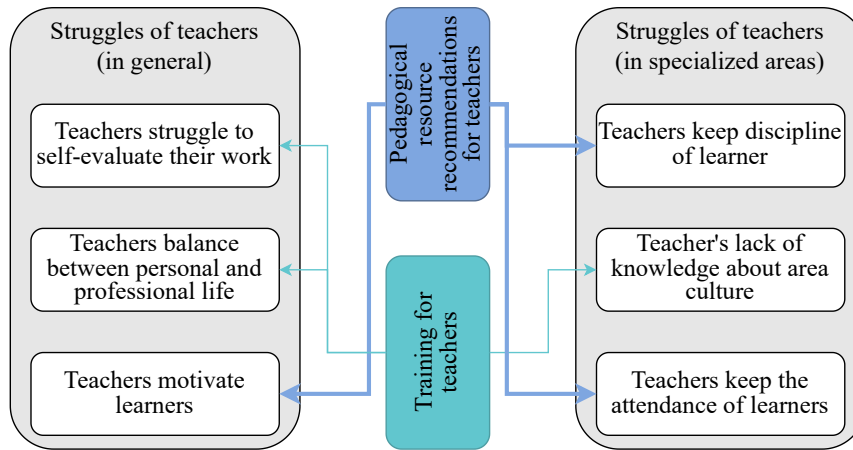 Struggles of teachers
(in general)
Teachers struggle to
self-evaluate their work
Teachers balance
between personal and
professional life
Teachers motivate
learners
Pedagogical
resource
recommendations
for teachers
Training for
teachers
Struggles of teachers
(in specialized areas)
Teachers keep discipline
of learner
Teacher's lack of
knowledge about area
culture
Teachers keep the
attendance of learners